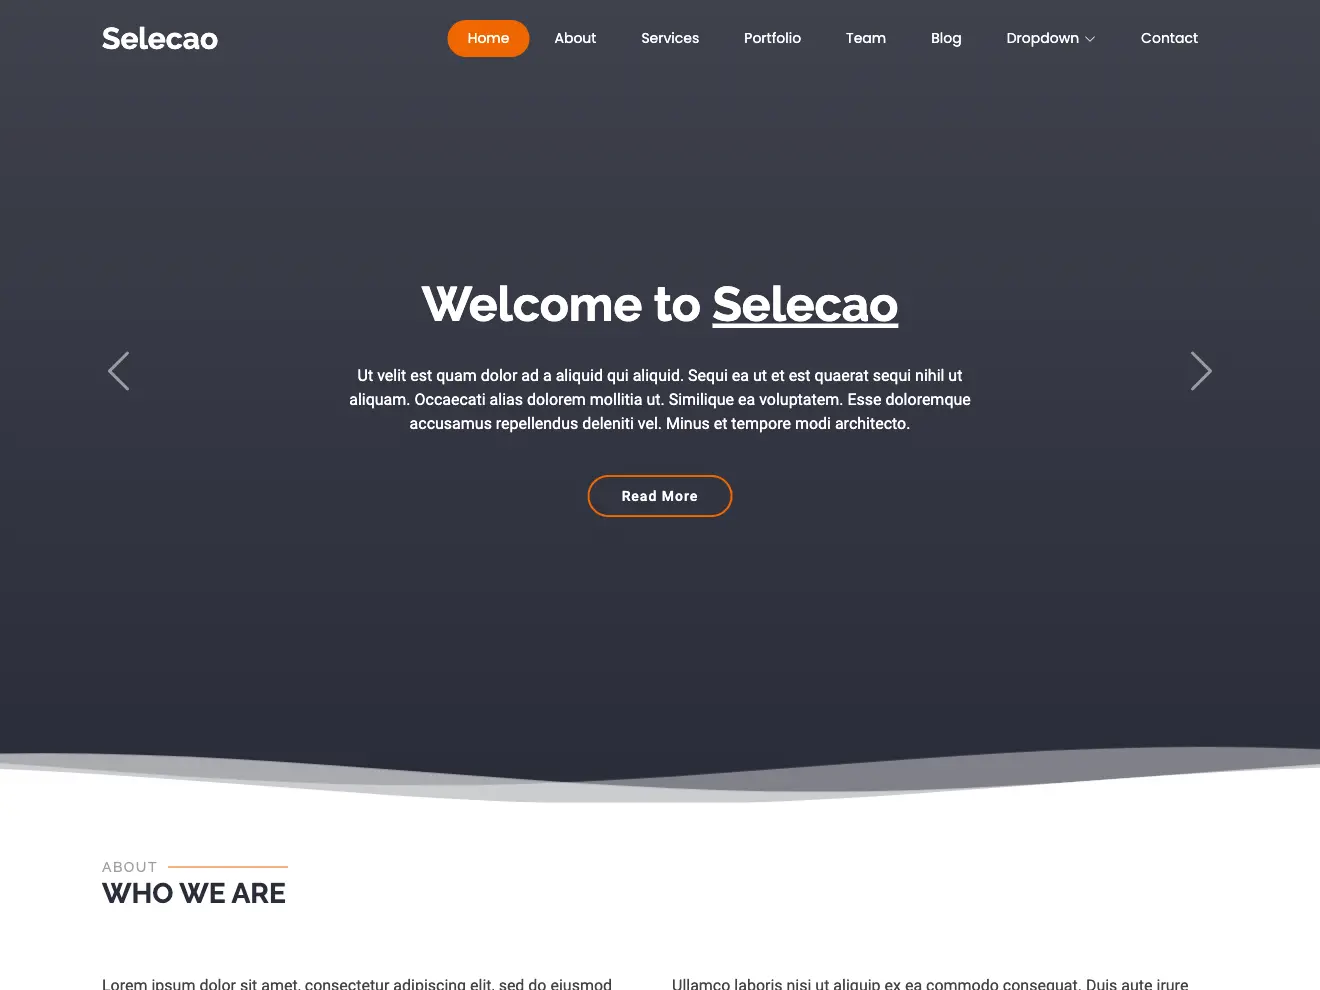 Selecao
Home About Services Portfolio Team Blog Dropdown Contact
Welcome to Selecao
Ut velit est quam dolor ad a aliquid qui aliquid. Sequi ea ut et est quaerat sequi nihil ut
aliquam. Occaecati alias dolorem mollitia ut. Similique ea voluptatem. Esse doloremque
accusamus repellendus deleniti vel. Minus et tempore modi architecto.
Read More
ABOUT
WHO WE ARE
Lorem ipsum dolor sit amet, consectetur adipiscing elit, sed do eiusmod
Ullamco laboris nisi ut aliquip ex ea commodo consequat. Duis aute irure